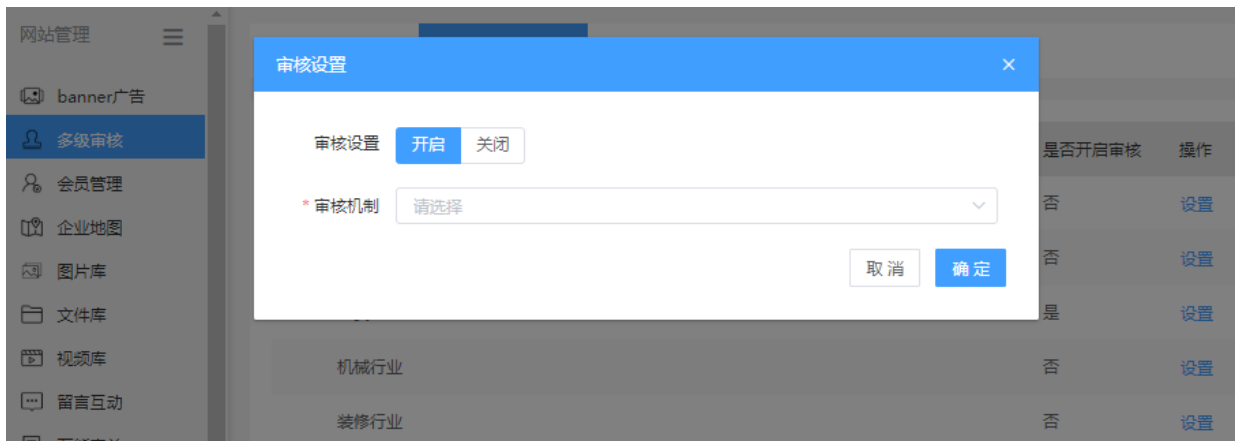 网站管理
banner广告
多级审核
会员管理
企业地图
图片库
文件库
视频库
留言互动
审核设置
审核设置 开启 关闭
* 审核机制 请选择
取消 确定
是否开启审核 操作
否 设置
否 设置
是 设置
机械行业 否 设置
装修行业 否 设置